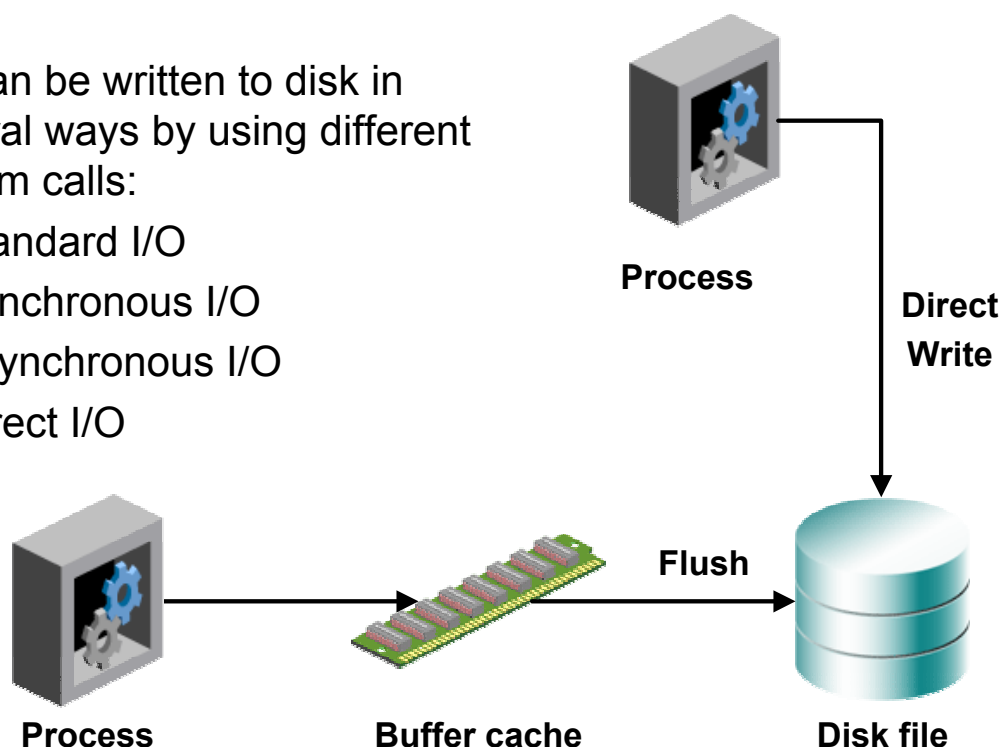 an be written to disk in
ral ways by using different
m calls:
andard I/O
nchronous I/O
ynchronous I/O
rect I/O
Process
Direct
Write
Flush
Process
Buffer cache
Disk file